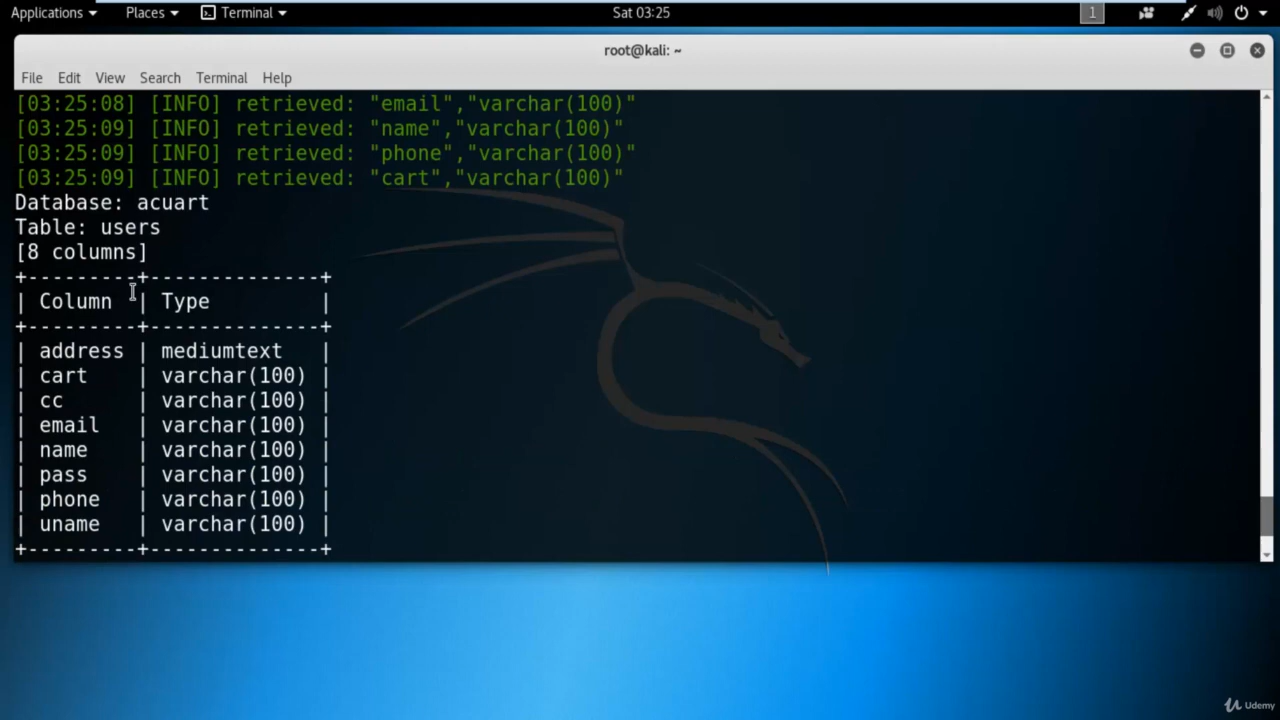 Applications Places Terminal Sat 03:25 1
root@kali: ~
File Edit View Search Terminal Help
[03:25:08] [INFO] retrieved: "email","varchar(100)"
[03:25:09] [INFO] retrieved: "name","varchar(100)"
[03:25:09] [INFO] retrieved: "phone","varchar(100)"
[03:25:09] [INFO] retrieved: "cart","varchar(100)"
Database: acuart
Table: users
[8 columns]
+---------+--------------+
| Column | Type |
+---------+--------------+
| address | mediumtext |
| cart | varchar(100) |
| cc | varchar(100) |
| email | varchar(100) |
| name | varchar(100) |
| pass | varchar(100) |
| phone | varchar(100) |
| uname | varchar(100) |
+---------+--------------+
Udemy